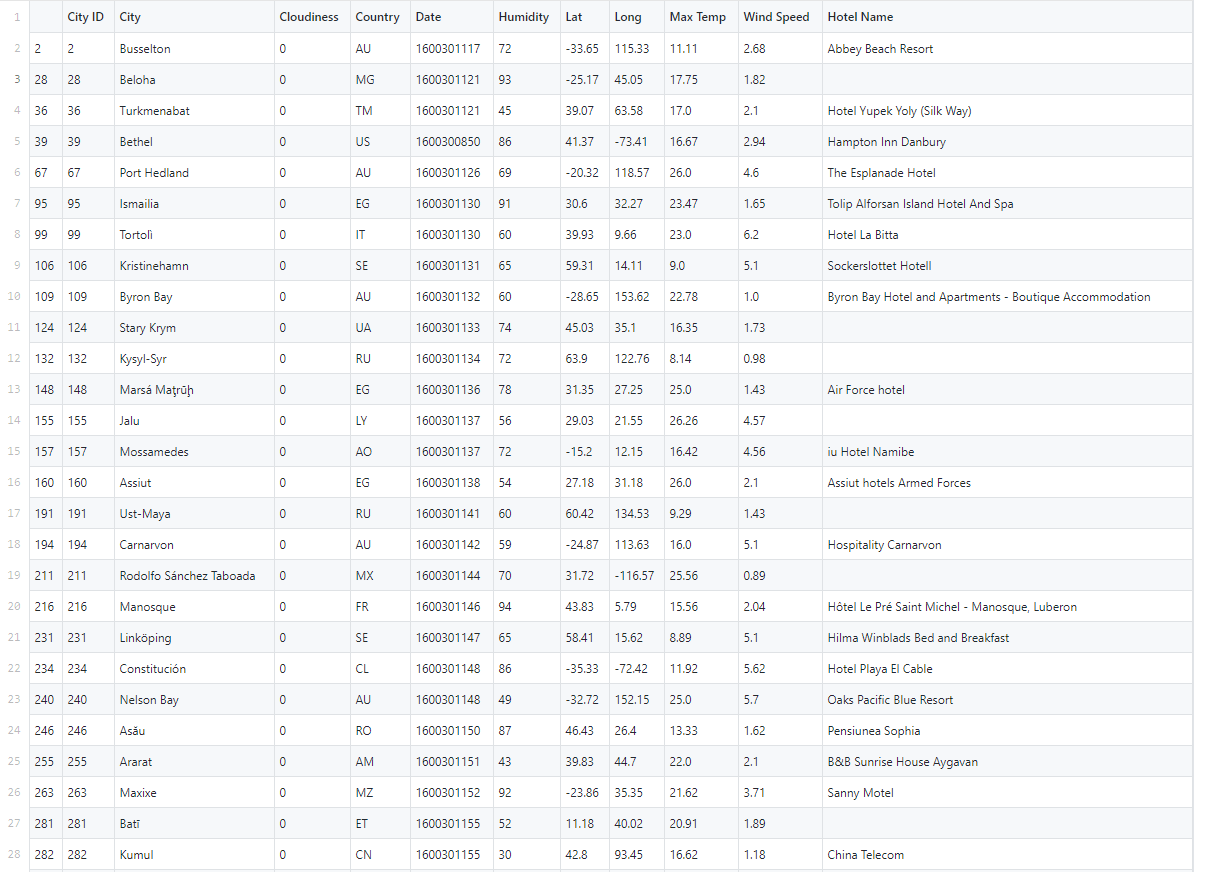 1 City ID City Cloudiness Country Date Humidity Lat Long Max Temp Wind Speed Hotel Name
2 2 2 Busselton 0 AU 1600301117 72 -33.65 115.33 11.11 2.68 Abbey Beach Resort
3 28 28 Beloha 0 MG 1600301121 93 -25.17 45.05 17.75 1.82
4 36 36 Turkmenabat 0 TM 1600301121 45 39.07 63.58 17.0 2.1 Hotel Yupek Yoly (Silk Way)
5 39 39 Bethel 0 US 1600300850 86 41.37 -73.41 16.67 2.94 Hampton Inn Danbury
6 67 67 Port Hedland 0 AU 1600301126 69 -20.32 118.57 26.0 4.6 The Esplanade Hotel
7 95 95 Ismailia 0 EG 1600301130 91 30.6 32.27 23.47 1.65 Tolip Alforsan Island Hotel And Spa
8 99 99 Tortolì 0 IT 1600301130 60 39.93 9.66 23.0 6.2 Hotel La Bitta
9 106 106 Kristinehamn 0 SE 1600301131 65 59.31 14.11 9.0 5.1 Sockerslottet Hotell
10 109 109 Byron Bay 0 AU 1600301132 60 -28.65 153.62 22.78 1.0 Byron Bay Hotel and Apartments - Boutique Accommodation
11 124 124 Stary Krym 0 UA 1600301133 74 45.03 35.1 16.35 1.73
12 132 132 Kysyl-Syr 0 RU 1600301134 72 63.9 122.76 8.14 0.98
13 148 148 Marsá Maţrūḩ 0 EG 1600301136 78 31.35 27.25 25.0 1.43 Air Force hotel
14 155 155 Jalu 0 LY 1600301137 56 29.03 21.55 26.26 4.57
15 157 157 Mossamedes 0 AO 1600301137 72 -15.2 12.15 16.42 4.56 iu Hotel Namibe
16 160 160 Assiut 0 EG 1600301138 54 27.18 31.18 26.0 2.1 Assiut hotels Armed Forces
17 191 191 Ust-Maya 0 RU 1600301141 60 60.42 134.53 9.29 1.43
18 194 194 Carnarvon 0 AU 1600301142 59 -24.87 113.63 16.0 5.1 Hospitality Carnarvon
19 211 211 Rodolfo Sánchez Taboada 0 MX 1600301144 70 31.72 -116.57 25.56 0.89
20 216 216 Manosque 0 FR 1600301146 94 43.83 5.79 15.56 2.04 Hôtel Le Pré Saint Michel - Manosque, Luberon
21 231 231 Linköping 0 SE 1600301147 65 58.41 15.62 8.89 5.1 Hilma Winblads Bed and Breakfast
22 234 234 Constitución 0 CL 1600301148 86 -35.33 -72.42 11.92 5.62 Hotel Playa El Cable
23 240 240 Nelson Bay 0 AU 1600301148 49 -32.72 152.15 25.0 5.7 Oaks Pacific Blue Resort
24 246 246 Asău 0 RO 1600301150 87 46.43 26.4 13.33 1.62 Pensiunea Sophia
25 255 255 Ararat 0 AM 1600301151 43 39.83 44.7 22.0 2.1 B&B Sunrise House Aygavan
26 263 263 Maxixe 0 MZ 1600301152 92 -23.86 35.35 21.62 3.71 Sanny Motel
27 281 281 Batī 0 ET 1600301155 52 11.18 40.02 20.91 1.89
28 282 282 Kumul 0 CN 1600301155 30 42.8 93.45 16.62 1.18 China Telecom